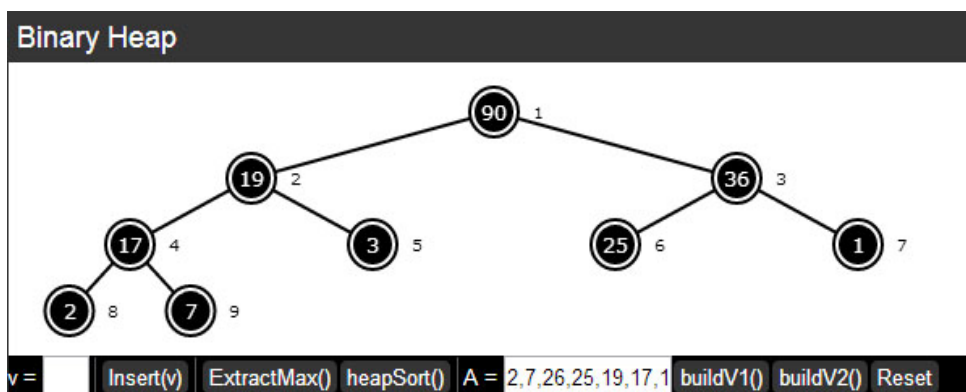 Binary Heap
90 1
19 2 36 3
17 4 3 5 25 6 1 7
2 8 7 9
v = Insert(v) ExtractMax() heapSort() A = 2,7,26,25,19,17,1 buildV1() buildV2() Reset